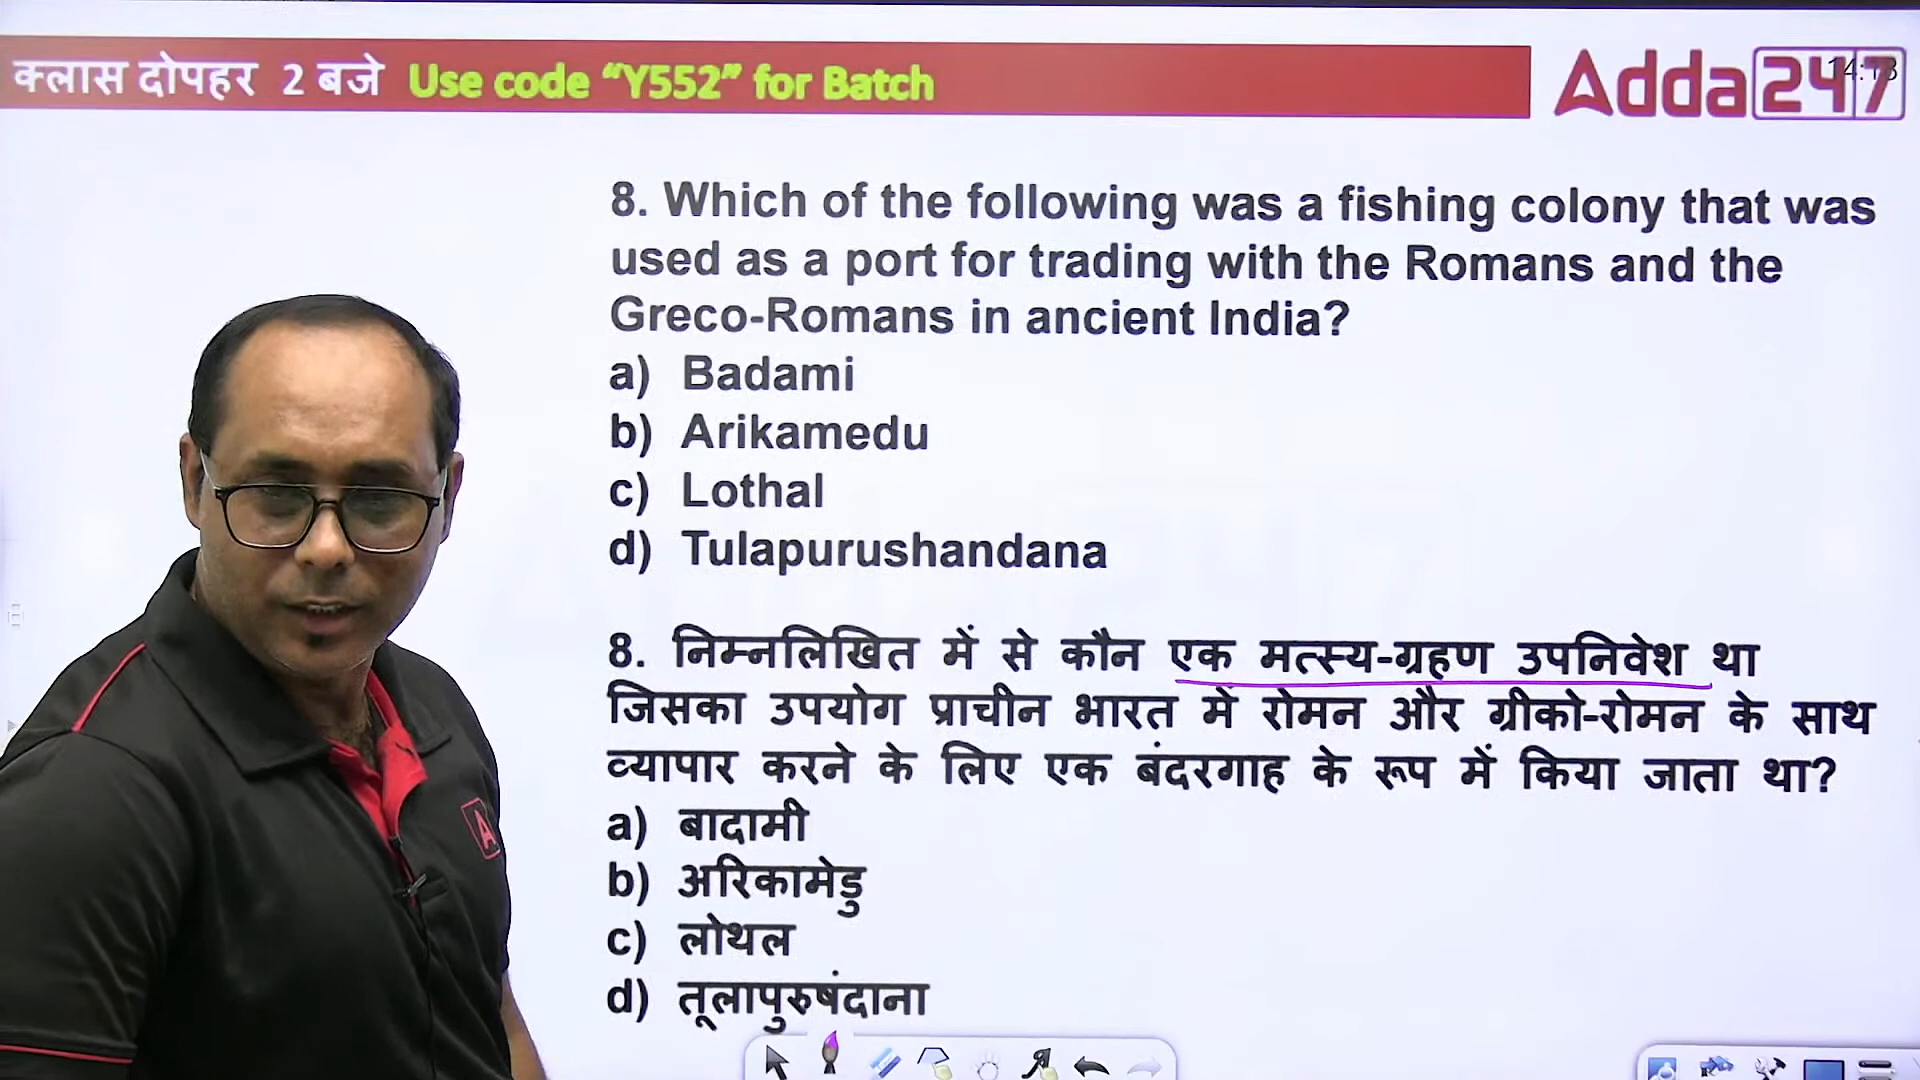 क्लास दोपहर 2 बजे Use code “Y552” for Batch
Adda247
8. Which of the following was a fishing colony that was
used as a port for trading with the Romans and the
Greco-Romans in ancient India?
a) Badami
b) Arikamedu
c) Lothal
d) Tulapurushandana
8. निम्नलिखित में से कौन एक मत्स्य-ग्रहण उपनिवेश था
जिसका उपयोग प्राचीन भारत में रोमन और ग्रीको-रोमन के साथ
व्यापार करने के लिए एक बंदरगाह के रूप में किया जाता था?
a) बादामी
b) अरिकामेडु
c) लोथल
d) तूलापुरुषंदाना